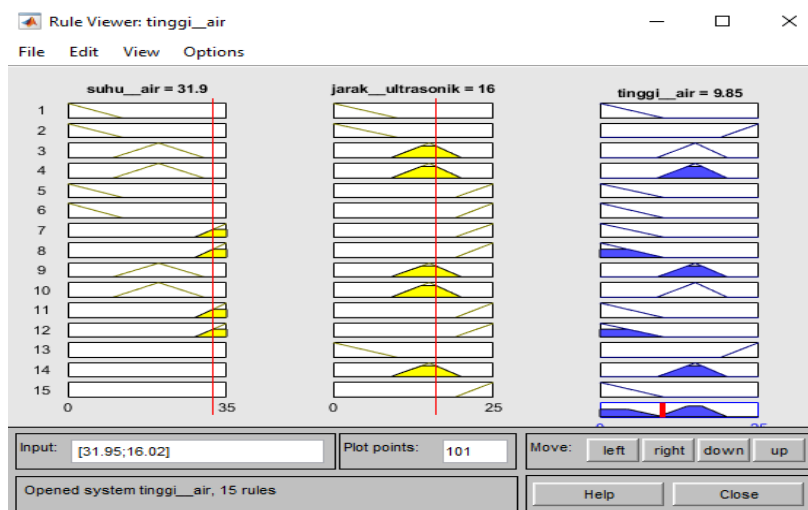 Rule Viewer: tinggi__air
File Edit View Options
suhu__air = 31.9 jarak__ultrasonik = 16 tinggi__air = 9.85
1
2
3
4
5
6
7
8
9
10
11
12
13
14
15
0 35 0 25
Input: [31.95;16.02] Plot points: 101 Move: left right down up
Opened system tinggi__air, 15 rules Help Close